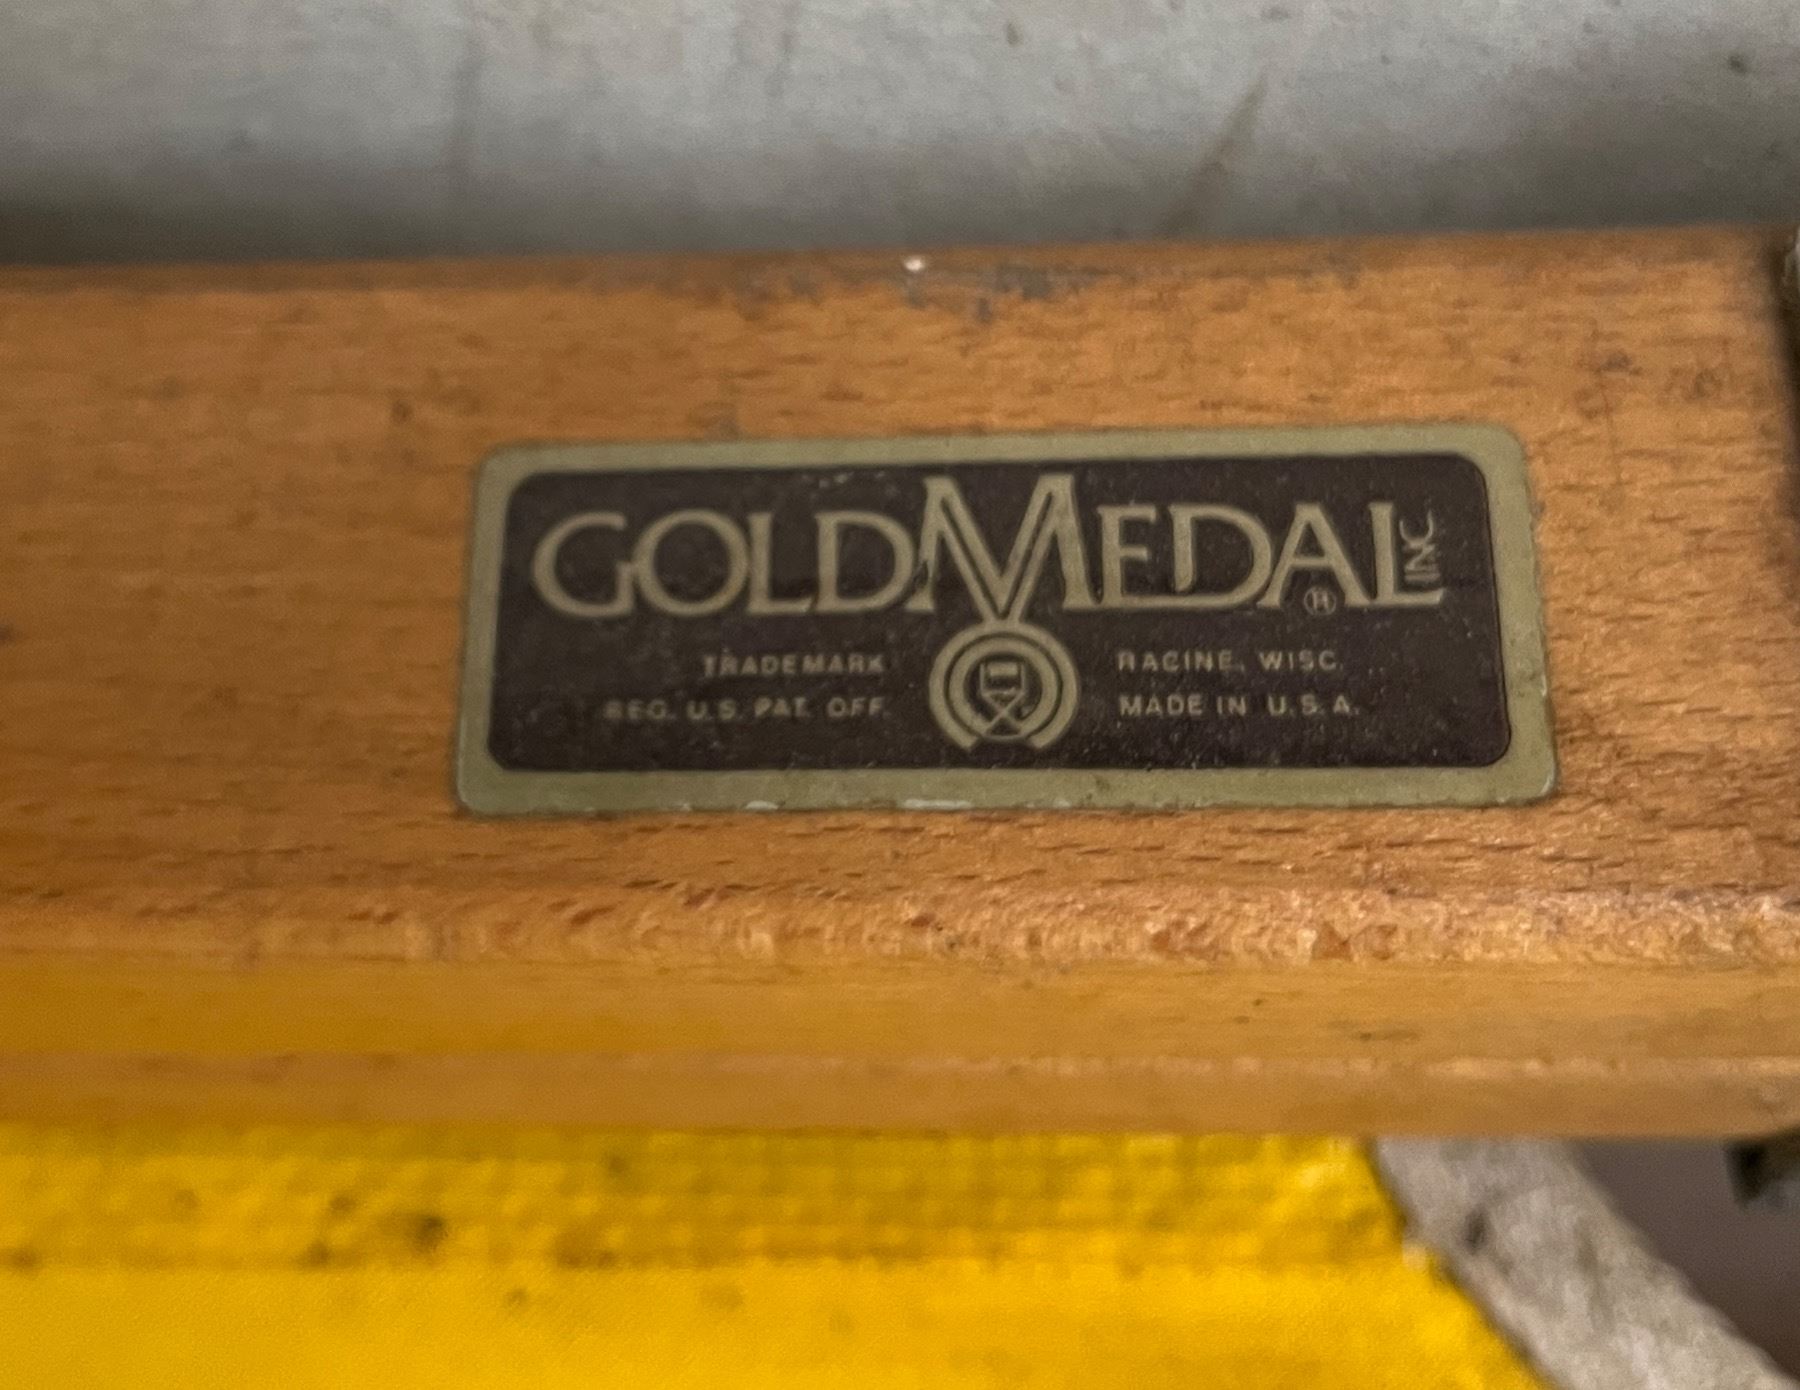 GOLDMEDAL INC.
®
TRADEMARK
REG. U.S. PAT. OFF.
RACINE, WISC.
MADE IN U.S.A.